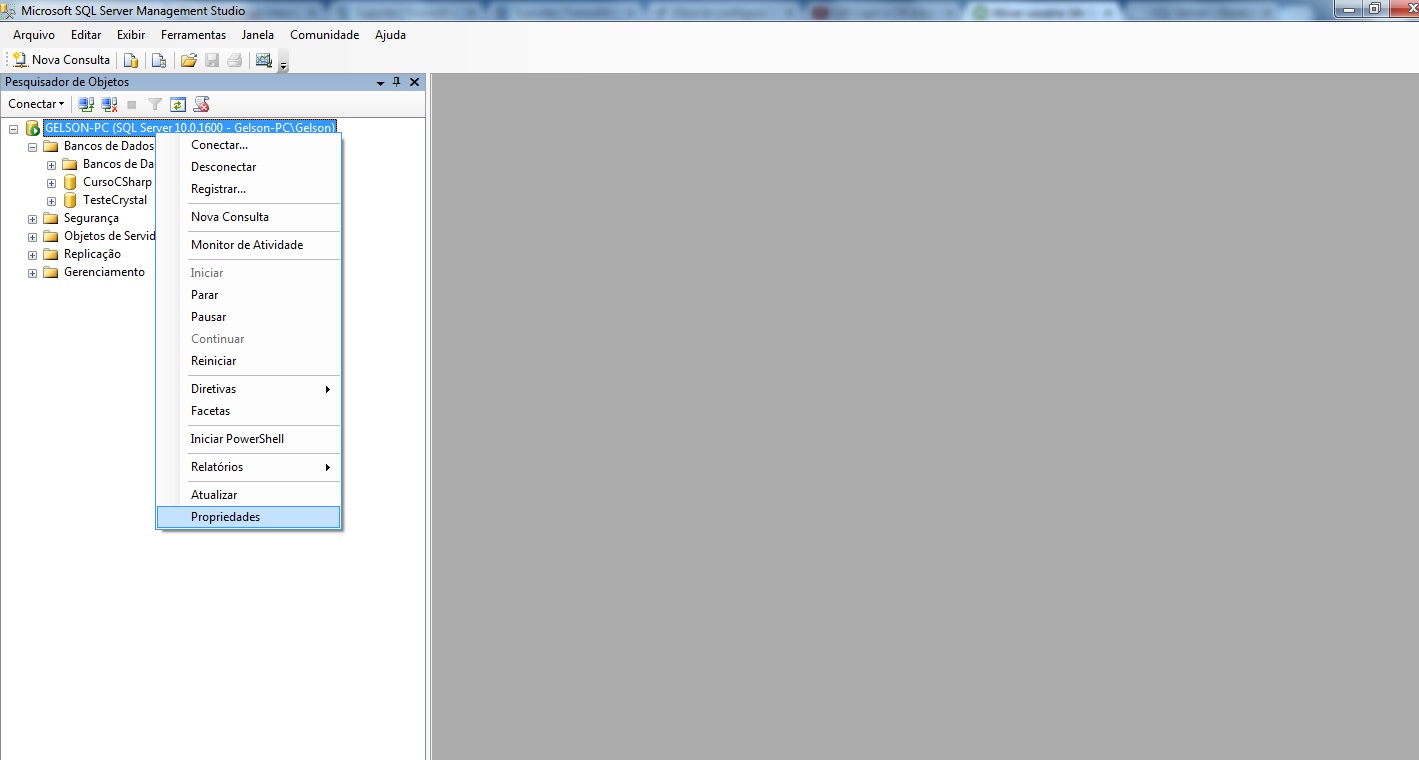 Microsoft SQL Server Management Studio
Arquivo Editar Exibir Ferramentas Janela Comunidade Ajuda
Nova Consulta
Pesquisador de Objetos
Conectar
GELSON-PC (SQL Server 10.0.1600 - Gelson-PC\Gelson)
Bancos de Dados
Bancos de Da
CursoCSharp
TesteCrystal
Segurança
Objetos de Servid
Replicação
Gerenciamento
Conectar...
Desconectar
Registrar...
Nova Consulta
Monitor de Atividade
Iniciar
Parar
Pausar
Continuar
Reiniciar
Diretivas
Facetas
Iniciar PowerShell
Relatórios
Atualizar
Propriedades